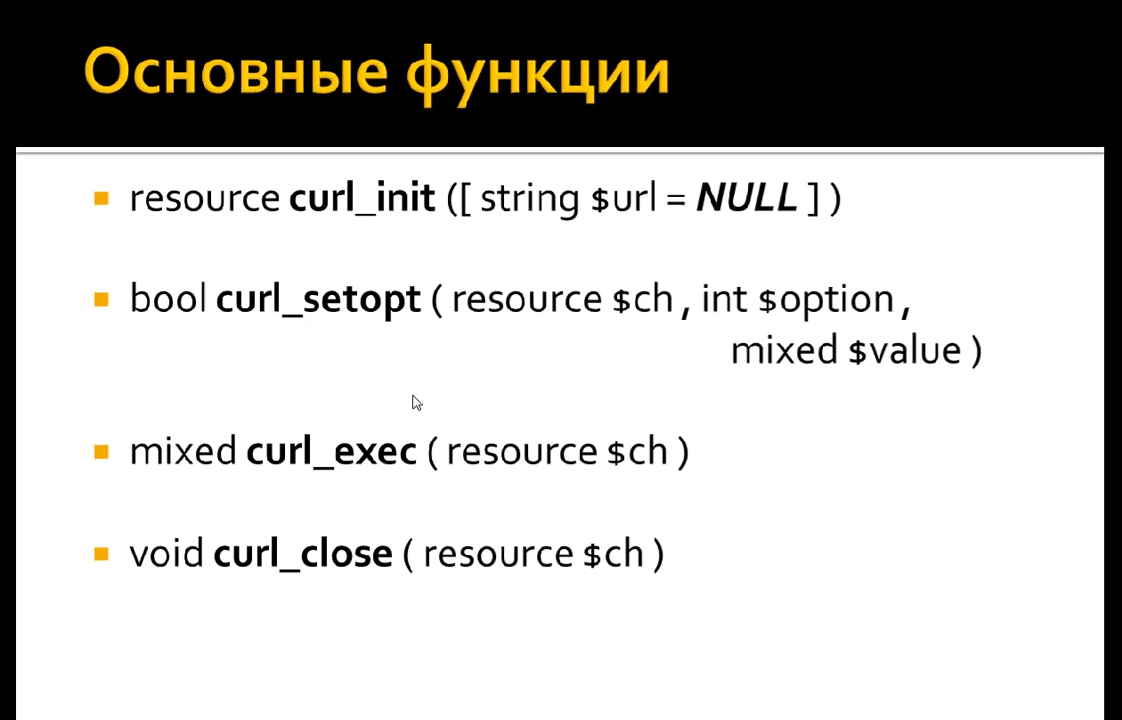 Основные функции
resource curl_init ([ string $url = NULL ] )
bool curl_setopt ( resource $ch , int $option ,
mixed $value )
mixed curl_exec ( resource $ch )
void curl_close ( resource $ch )